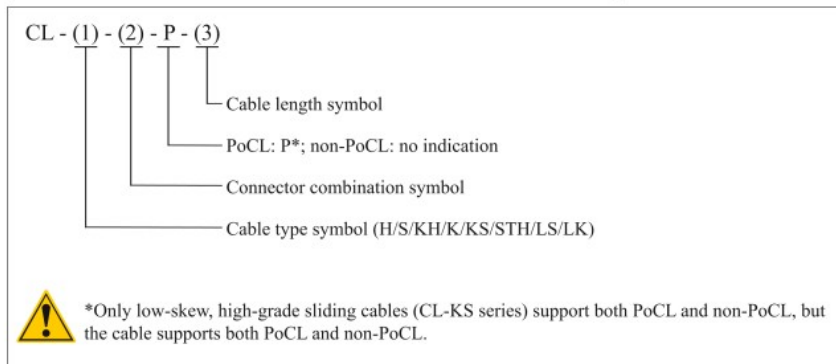 CL - (1) - (2) - P - (3)
Cable length symbol
PoCL: P*; non-PoCL: no indication
Connector combination symbol
Cable type symbol (H/S/KH/K/KS/STH/LS/LK)
*Only low-skew, high-grade sliding cables (CL-KS series) support both PoCL and non-PoCL, but
the cable supports both PoCL and non-PoCL.